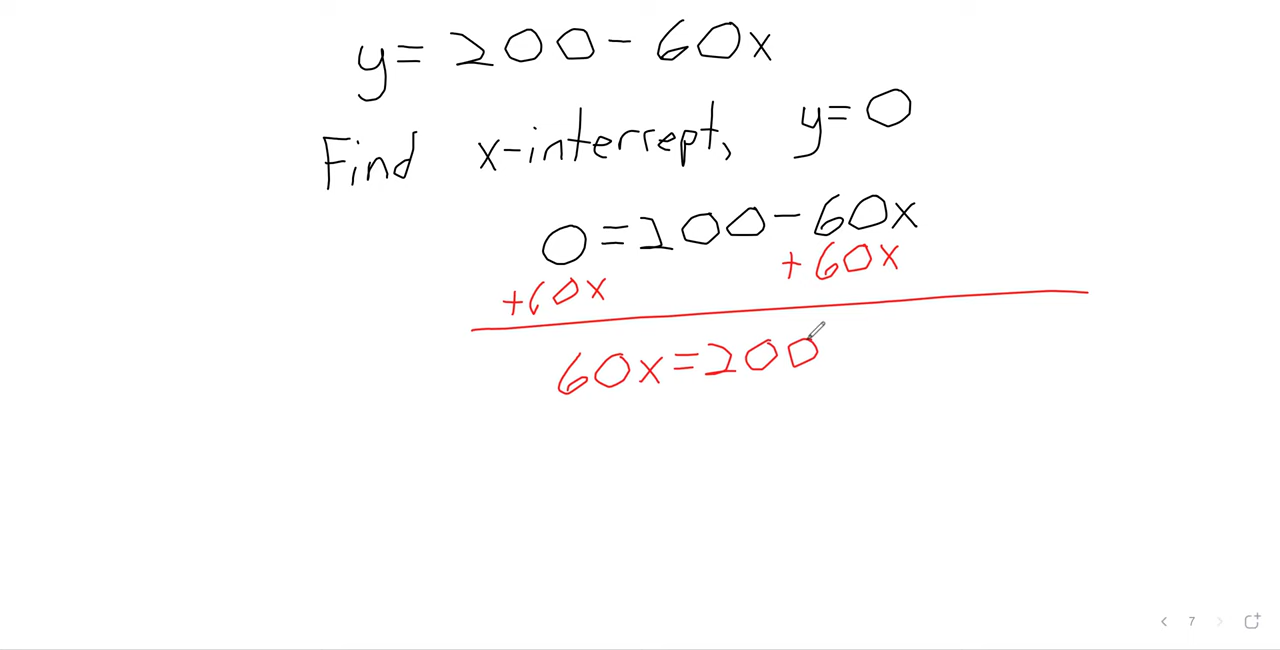 y = 200 - 60x
Find x-intercept, y = 0
0 = 200 - 60x
+60x +60x
60x = 200
7